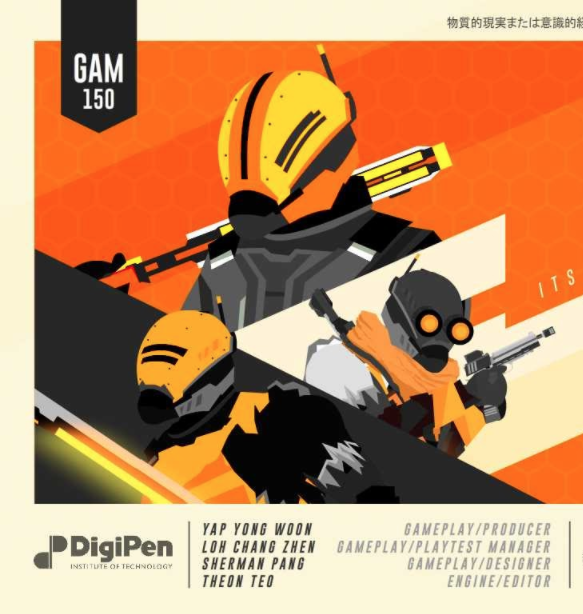 物質的現実または意識的経
GAM
150
ITS
DigiPen
INSTITUTE OF TECHNOLOGY
YAP YONG WOON GAMEPLAY/PRODUCER
LOH CHANG ZHEN GAMEPLAY/PLAYTEST MANAGER
SHERMAN PANG GAMEPLAY/DESIGNER
THEON TEO ENGINE/EDITOR